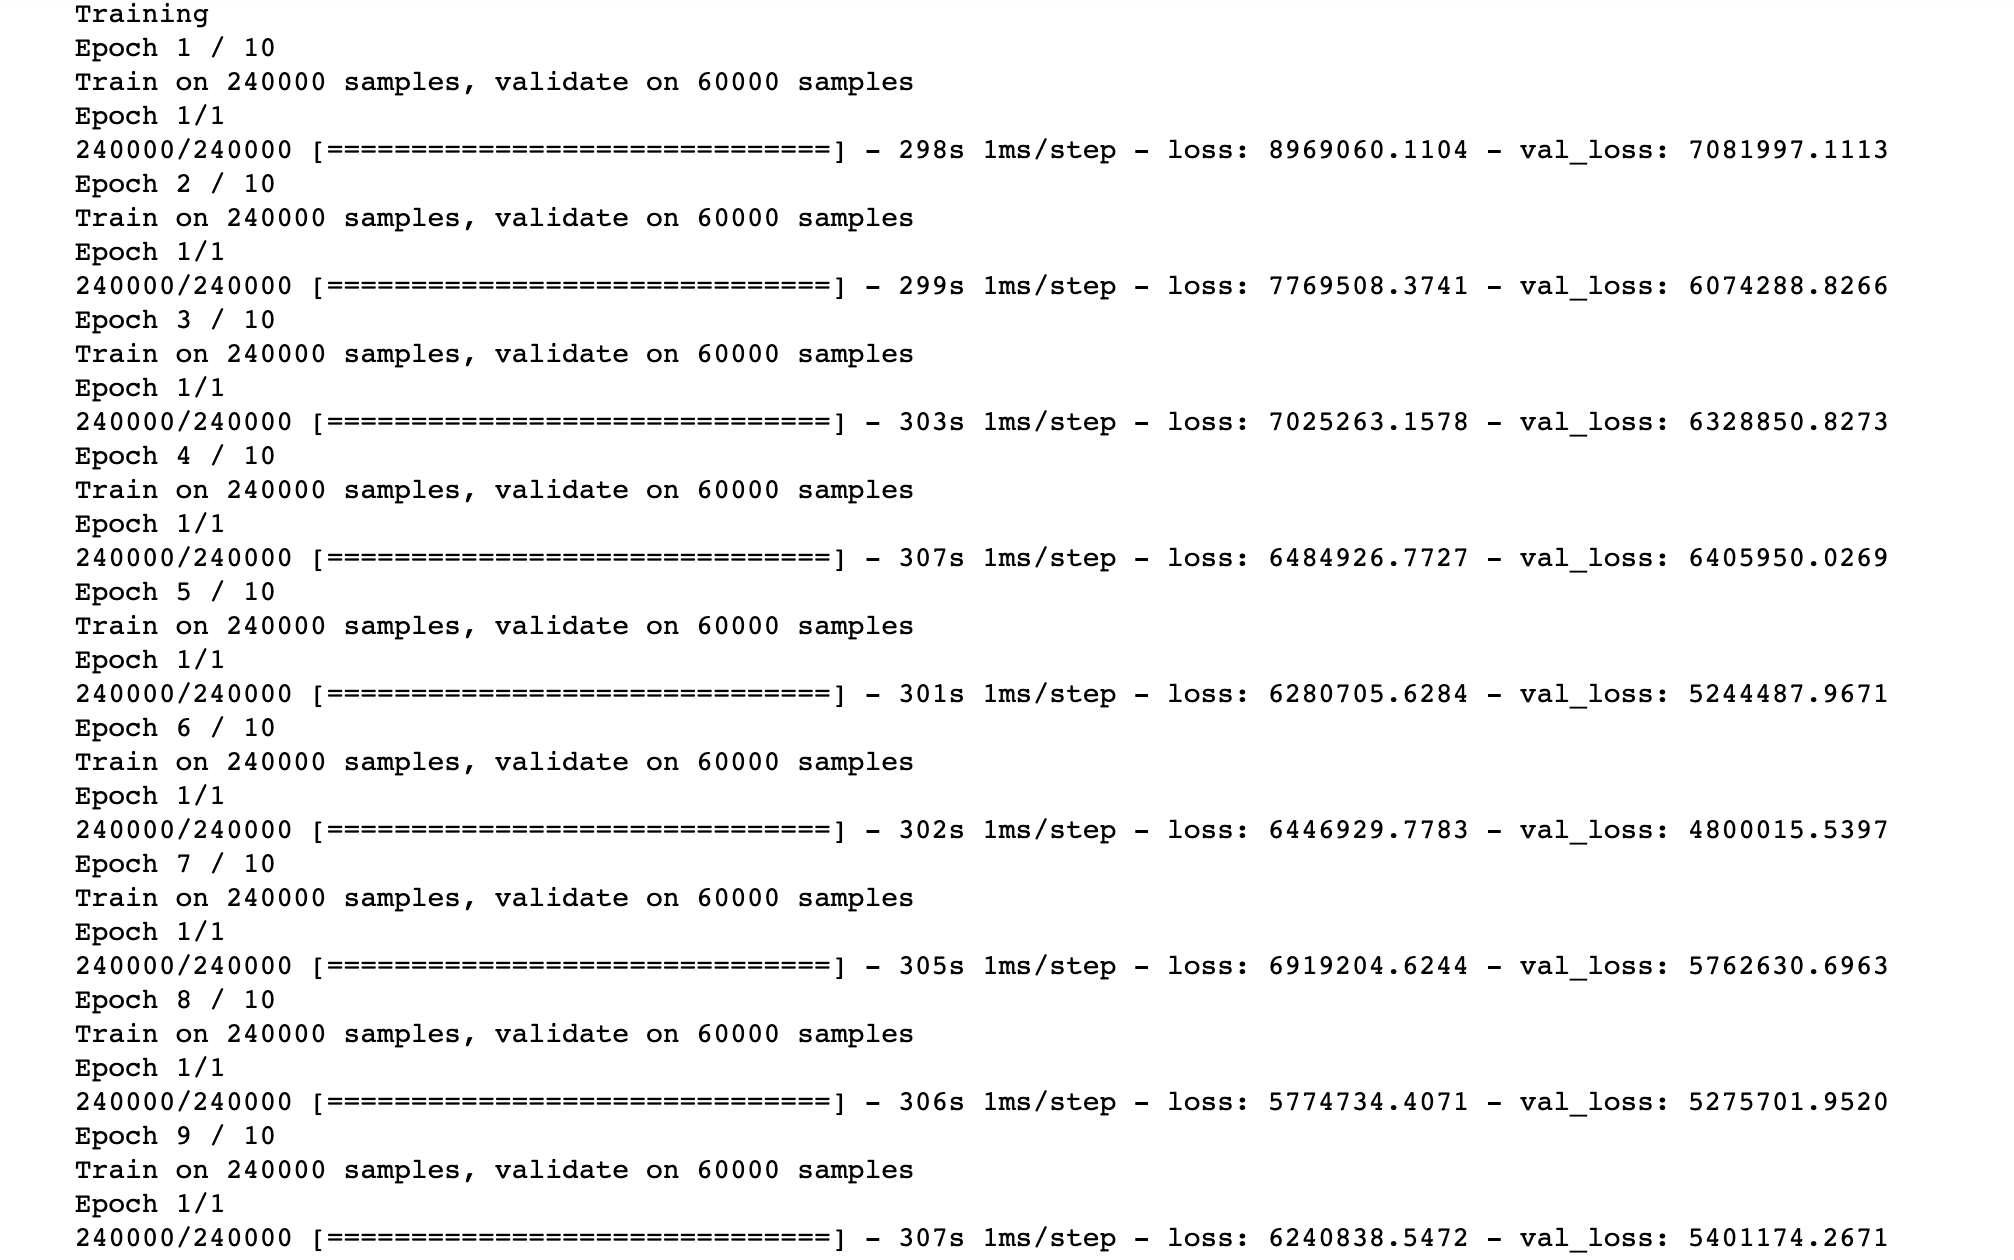 Training
Epoch 1 / 10
Train on 240000 samples, validate on 60000 samples
Epoch 1/1
240000/240000 [==============================] - 298s 1ms/step - loss: 8969060.1104 - val_loss: 7081997.1113
Epoch 2 / 10
Train on 240000 samples, validate on 60000 samples
Epoch 1/1
240000/240000 [==============================] - 299s 1ms/step - loss: 7769508.3741 - val_loss: 6074288.8266
Epoch 3 / 10
Train on 240000 samples, validate on 60000 samples
Epoch 1/1
240000/240000 [==============================] - 303s 1ms/step - loss: 7025263.1578 - val_loss: 6328850.8273
Epoch 4 / 10
Train on 240000 samples, validate on 60000 samples
Epoch 1/1
240000/240000 [==============================] - 307s 1ms/step - loss: 6484926.7727 - val_loss: 6405950.0269
Epoch 5 / 10
Train on 240000 samples, validate on 60000 samples
Epoch 1/1
240000/240000 [==============================] - 301s 1ms/step - loss: 6280705.6284 - val_loss: 5244487.9671
Epoch 6 / 10
Train on 240000 samples, validate on 60000 samples
Epoch 1/1
240000/240000 [==============================] - 302s 1ms/step - loss: 6446929.7783 - val_loss: 4800015.5397
Epoch 7 / 10
Train on 240000 samples, validate on 60000 samples
Epoch 1/1
240000/240000 [==============================] - 305s 1ms/step - loss: 6919204.6244 - val_loss: 5762630.6963
Epoch 8 / 10
Train on 240000 samples, validate on 60000 samples
Epoch 1/1
240000/240000 [==============================] - 306s 1ms/step - loss: 5774734.4071 - val_loss: 5275701.9520
Epoch 9 / 10
Train on 240000 samples, validate on 60000 samples
Epoch 1/1
240000/240000 [==============================] - 307s 1ms/step - loss: 6240838.5472 - val_loss: 5401174.2671